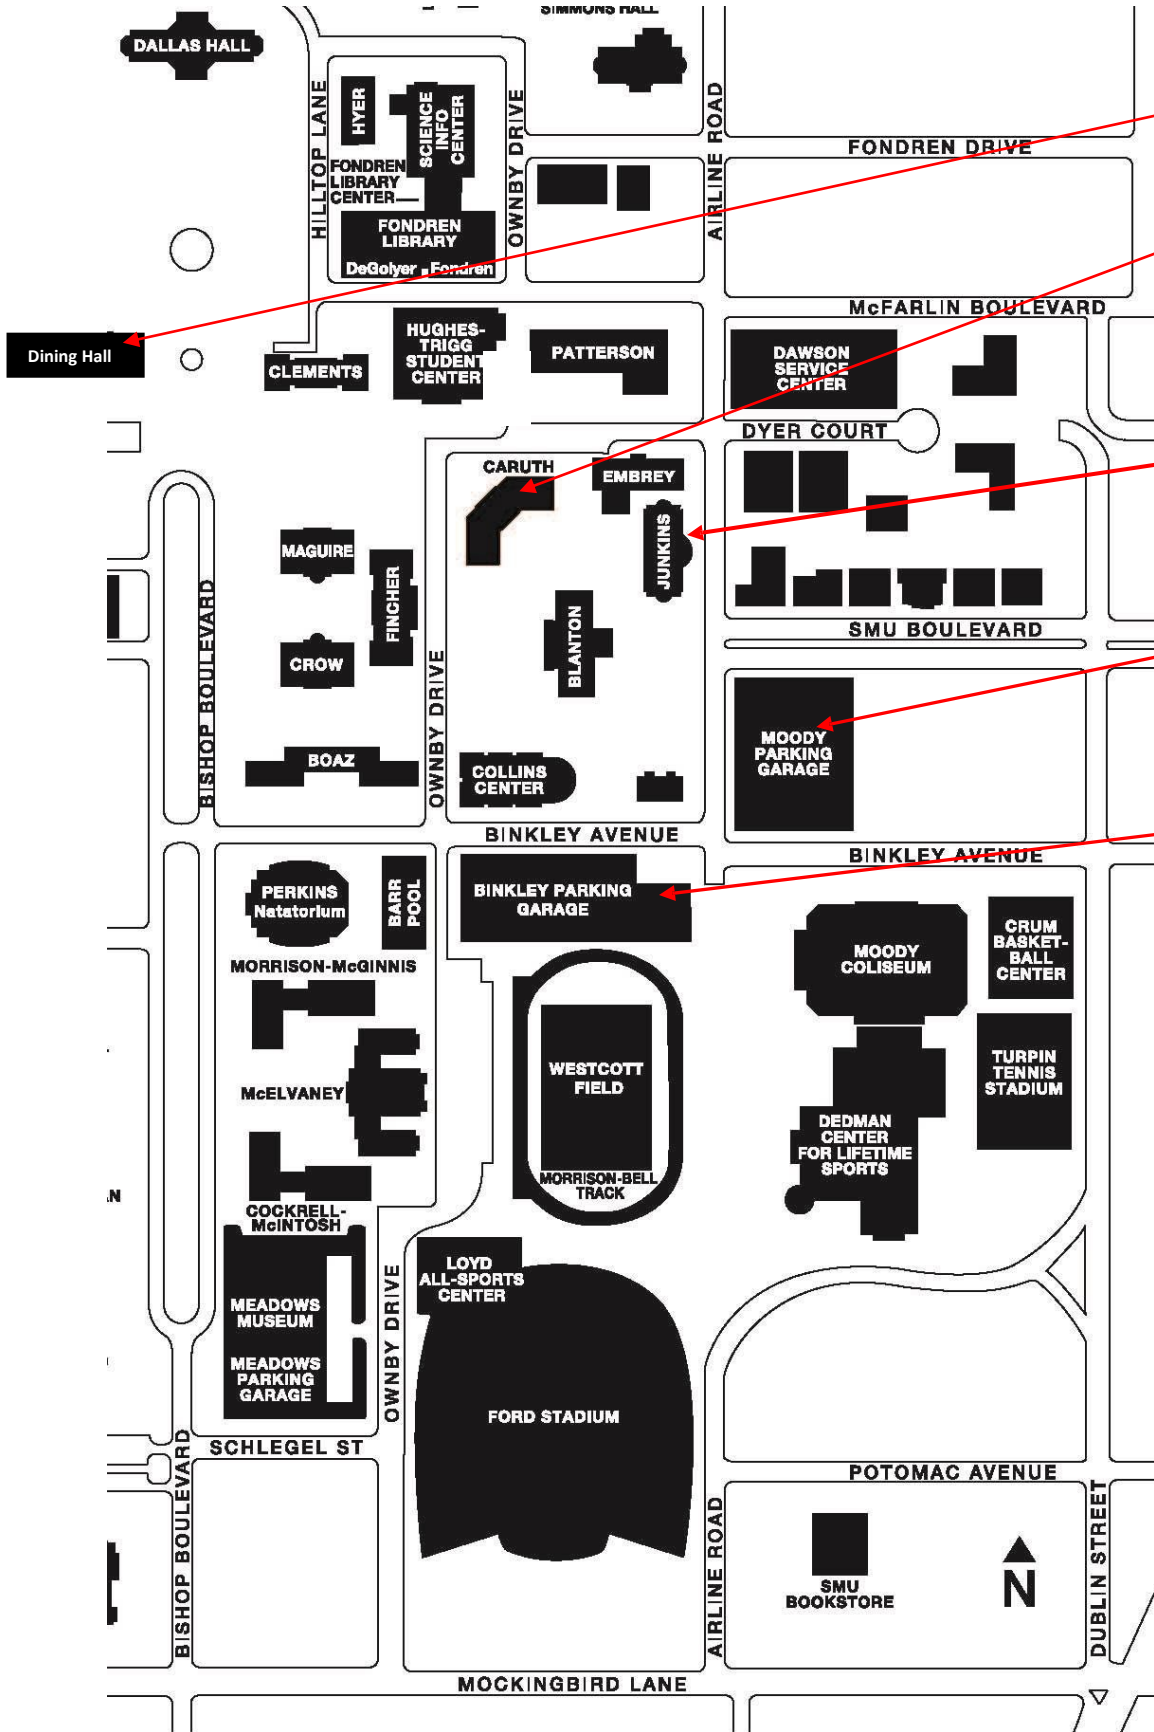 SIMMONS HALL
DALLAS HALL
HILLTOP LANE
HYER
SCIENCE
INFO
CENTER
OWNBY DRIVE
AIRLINE ROAD
FONDREN DRIVE
FONDREN
LIBRARY
CENTER
FONDREN
LIBRARY
DeGolyer Fondren
McFARLIN BOULEVARD
Dining Hall
CLEMENTS
HUGHES-
TRIGG
STUDENT
CENTER
PATTERSON
DAWSON
SERVICE
CENTER
DYER COURT
CARUTH
EMBREY
JUNKINS
MAGUIRE
FINCHER
BLANTON
CROW
BISHOP BOULEVARD
OWNBY DRIVE
SMU BOULEVARD
BOAZ
COLLINS
CENTER
MOODY
PARKING
GARAGE
BINKLEY AVENUE
BINKLEY AVENUE
PERKINS
Natatorium
BARR
POOL
BINKLEY PARKING
GARAGE
MOODY
COLISEUM
CRUM
BASKET-
BALL
CENTER
MORRISON-McGINNIS
McELVANEY
WESTCOTT
FIELD
MORRISON-BELL
TRACK
TURPIN
TENNIS
STADIUM
DEDMAN
CENTER
FOR LIFETIME
SPORTS
AN
COCKRELL-
McINTOSH
MEADOWS
MUSEUM
MEADOWS
PARKING
GARAGE
OWNBY DRIVE
LOYD
ALL-SPORTS
CENTER
FORD STADIUM
SCHLEGEL ST
POTOMAC AVENUE
BISHOP BOULEVARD
AIRLINE ROAD
SMU
BOOKSTORE
N
DUBLIN STREET
MOCKINGBIRD LANE